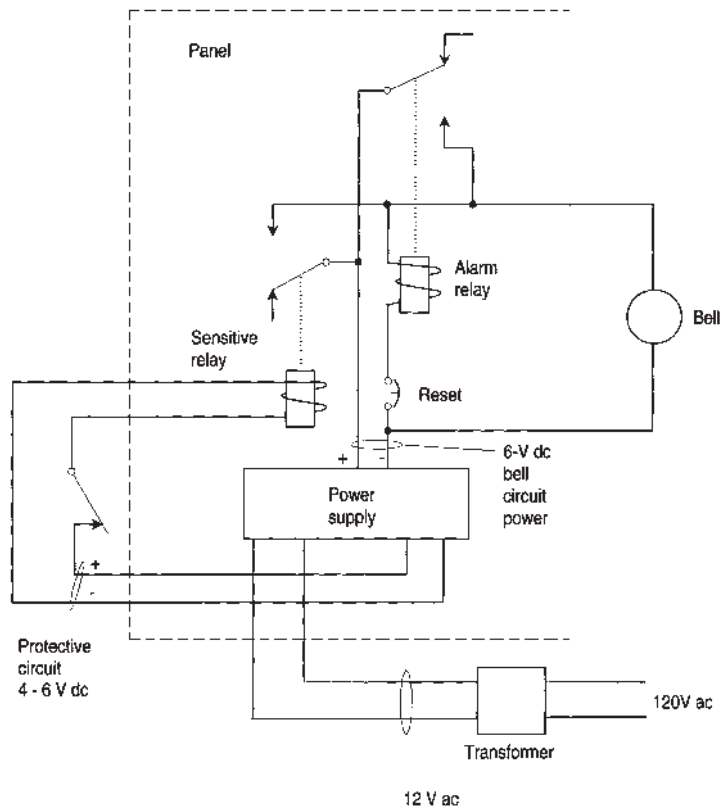 Panel
Alarm
relay
Bell
Sensitive
relay
Reset
+ -
6-V dc
bell
circuit
power
Power
supply
+
-
Protective
circuit
4 - 6 V dc
120V ac
Transformer
12 V ac